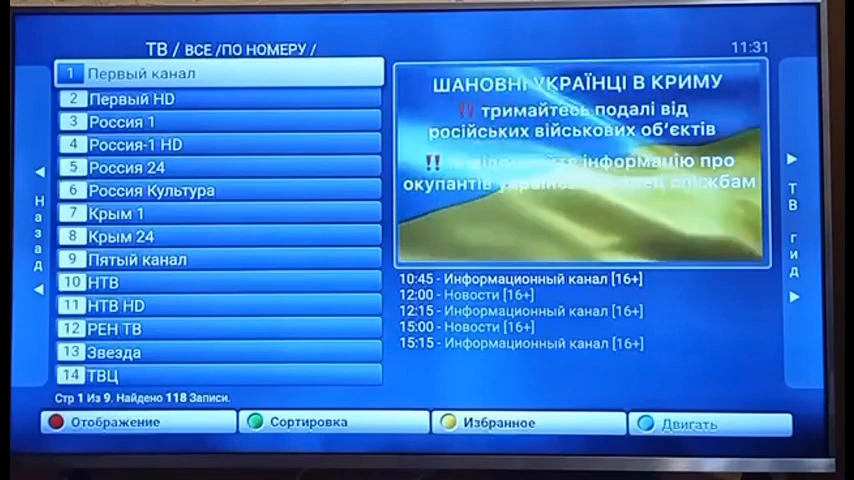 ТВ / ВСЕ /ПО НОМЕРУ /
11:31
1 Первый канал
2 Первый HD
3 Россия 1
4 Россия-1 HD
5 Россия 24
6 Россия Культура
7 Крым 1
8 Крым 24
9 Пятый канал
10 НТВ
11 НТВ HD
12 РЕН ТВ
13 Звезда
14 ТВЦ
Стр 1 Из 9. Найдено 118 Записи.
Назад
ШАНОВНІ УКРАЇНЦІ В КРИМУ
‼ тримайтесь подалі від
російських військових об’єктів
‼ інформацію про
окупантів
10:45 - Информационный канал [16+]
12:00 - Новости [16+]
12:15 - Информационный канал [16+]
15:00 - Новости [16+]
15:15 - Информационный канал [16+]
ТВ гид
Отображение
Сортировка
Избранное
Двигать